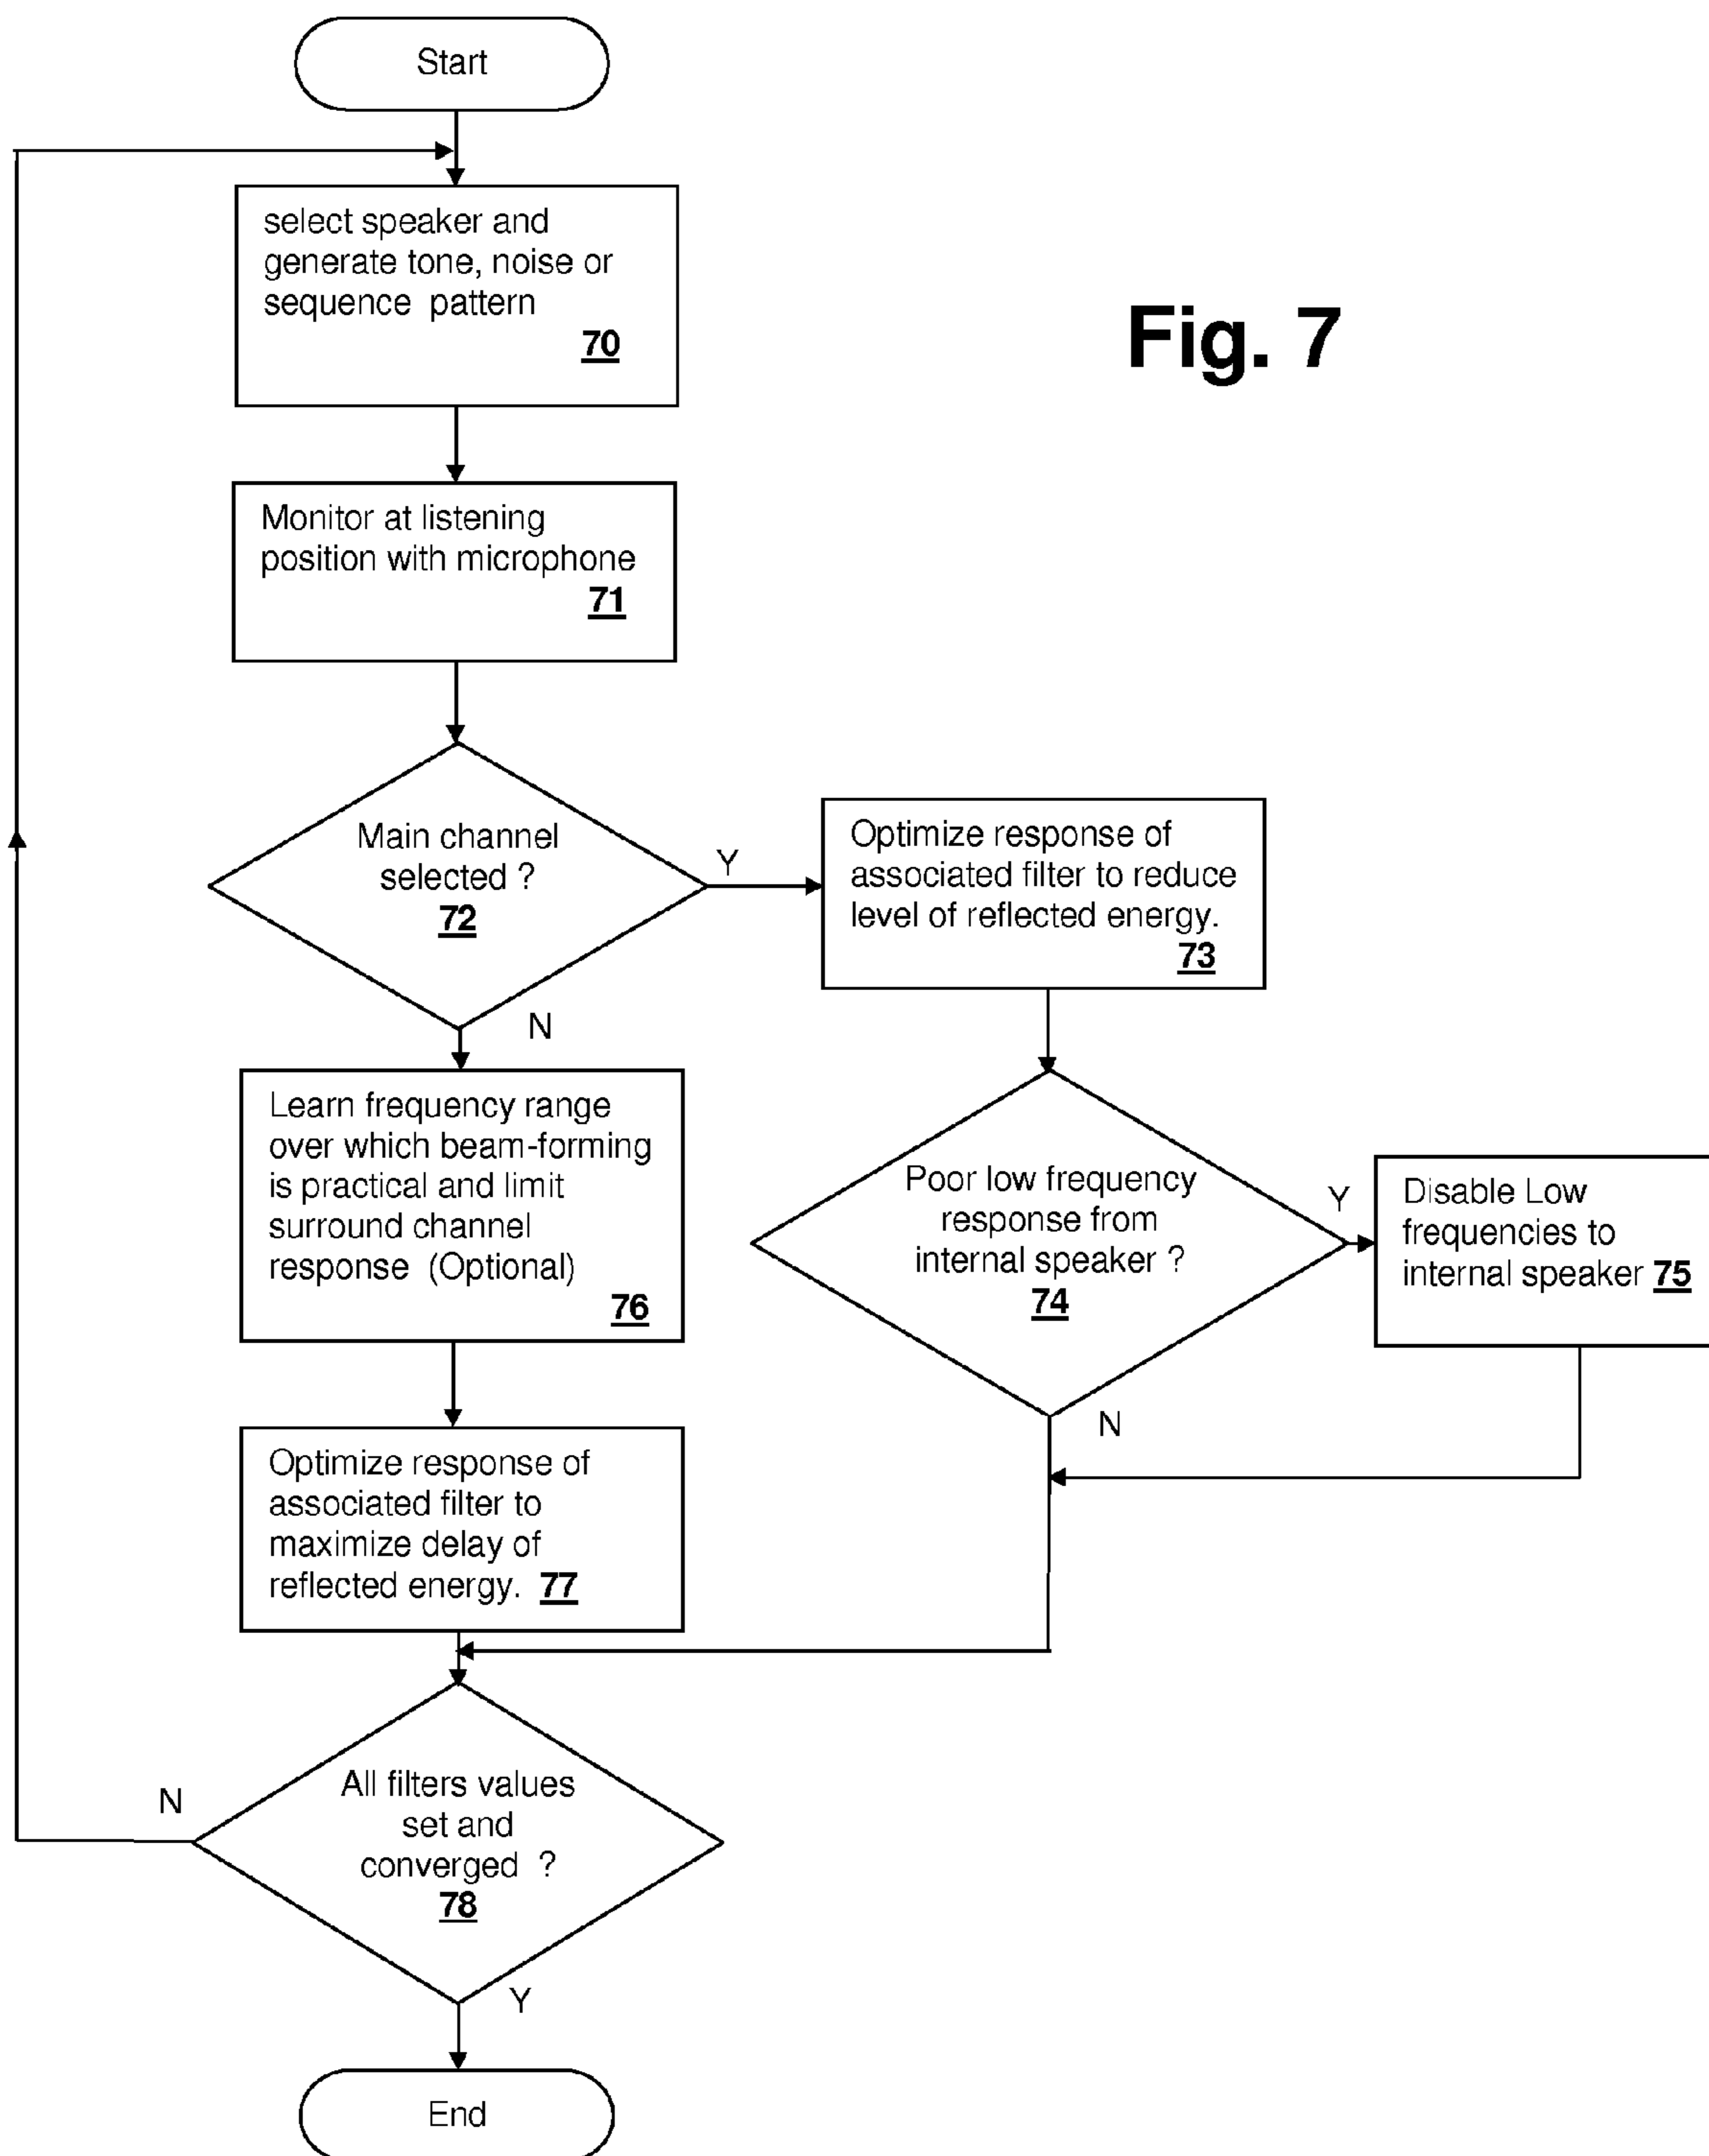 Start
select speaker and
generate tone, noise or
sequence pattern
70
Fig. 7
Monitor at listening
position with microphone
71
Main channel
selected ?
72
Y
N
Optimize response of
associated filter to reduce
level of reflected energy.
73
Learn frequency range
over which beam-forming
is practical and limit
surround channel
response (Optional)
76
Poor low frequency
response from
internal speaker ?
74
Y
N
Disable Low
frequencies to
internal speaker 75
Optimize response of
associated filter to
maximize delay of
reflected energy. 77
All filters values
set and
converged ?
78
N
Y
End